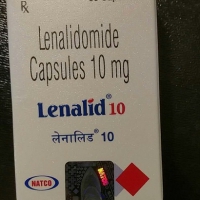 Rx
Lenalidomide
Capsules 10 mg
Lenalid® 10
लेनालिड® 10
NATCO